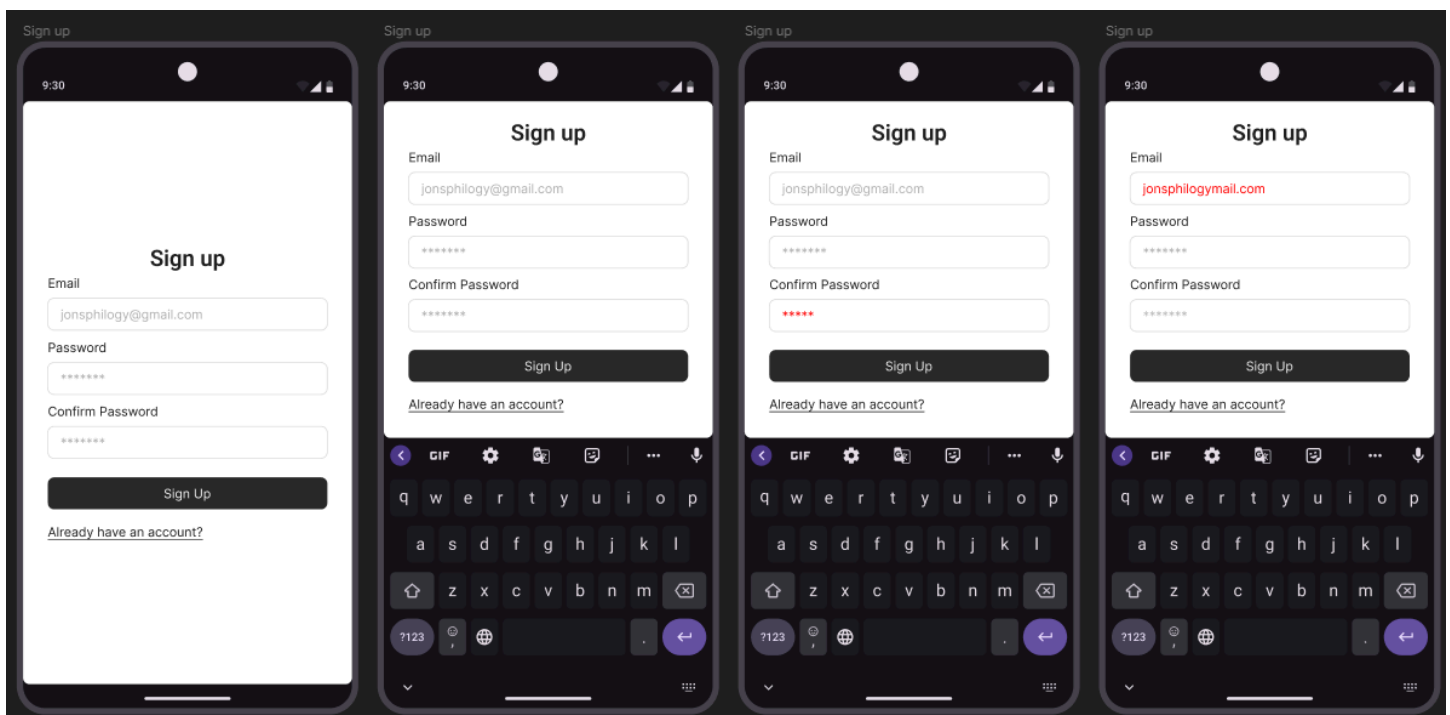 Sign up
9:30
Sign up
Email
jonsphilogy@gmail.com
Password
*******
Confirm Password
*******
Sign Up
Already have an account?
Sign up
9:30
Sign up
Email
jonsphilogy@gmail.com
Password
*******
Confirm Password
*******
Sign Up
Already have an account?
GIF
q w e r t y u i o p
a s d f g h j k l
z x c v b n m
?123 , .
Sign up
9:30
Sign up
Email
jonsphilogy@gmail.com
Password
*******
Confirm Password
*****
Sign Up
Already have an account?
GIF
q w e r t y u i o p
a s d f g h j k l
z x c v b n m
?123 , .
Sign up
9:30
Sign up
Email
jonsphilogymail.com
Password
*******
Confirm Password
*******
Sign Up
Already have an account?
GIF
q w e r t y u i o p
a s d f g h j k l
z x c v b n m
?123 , .